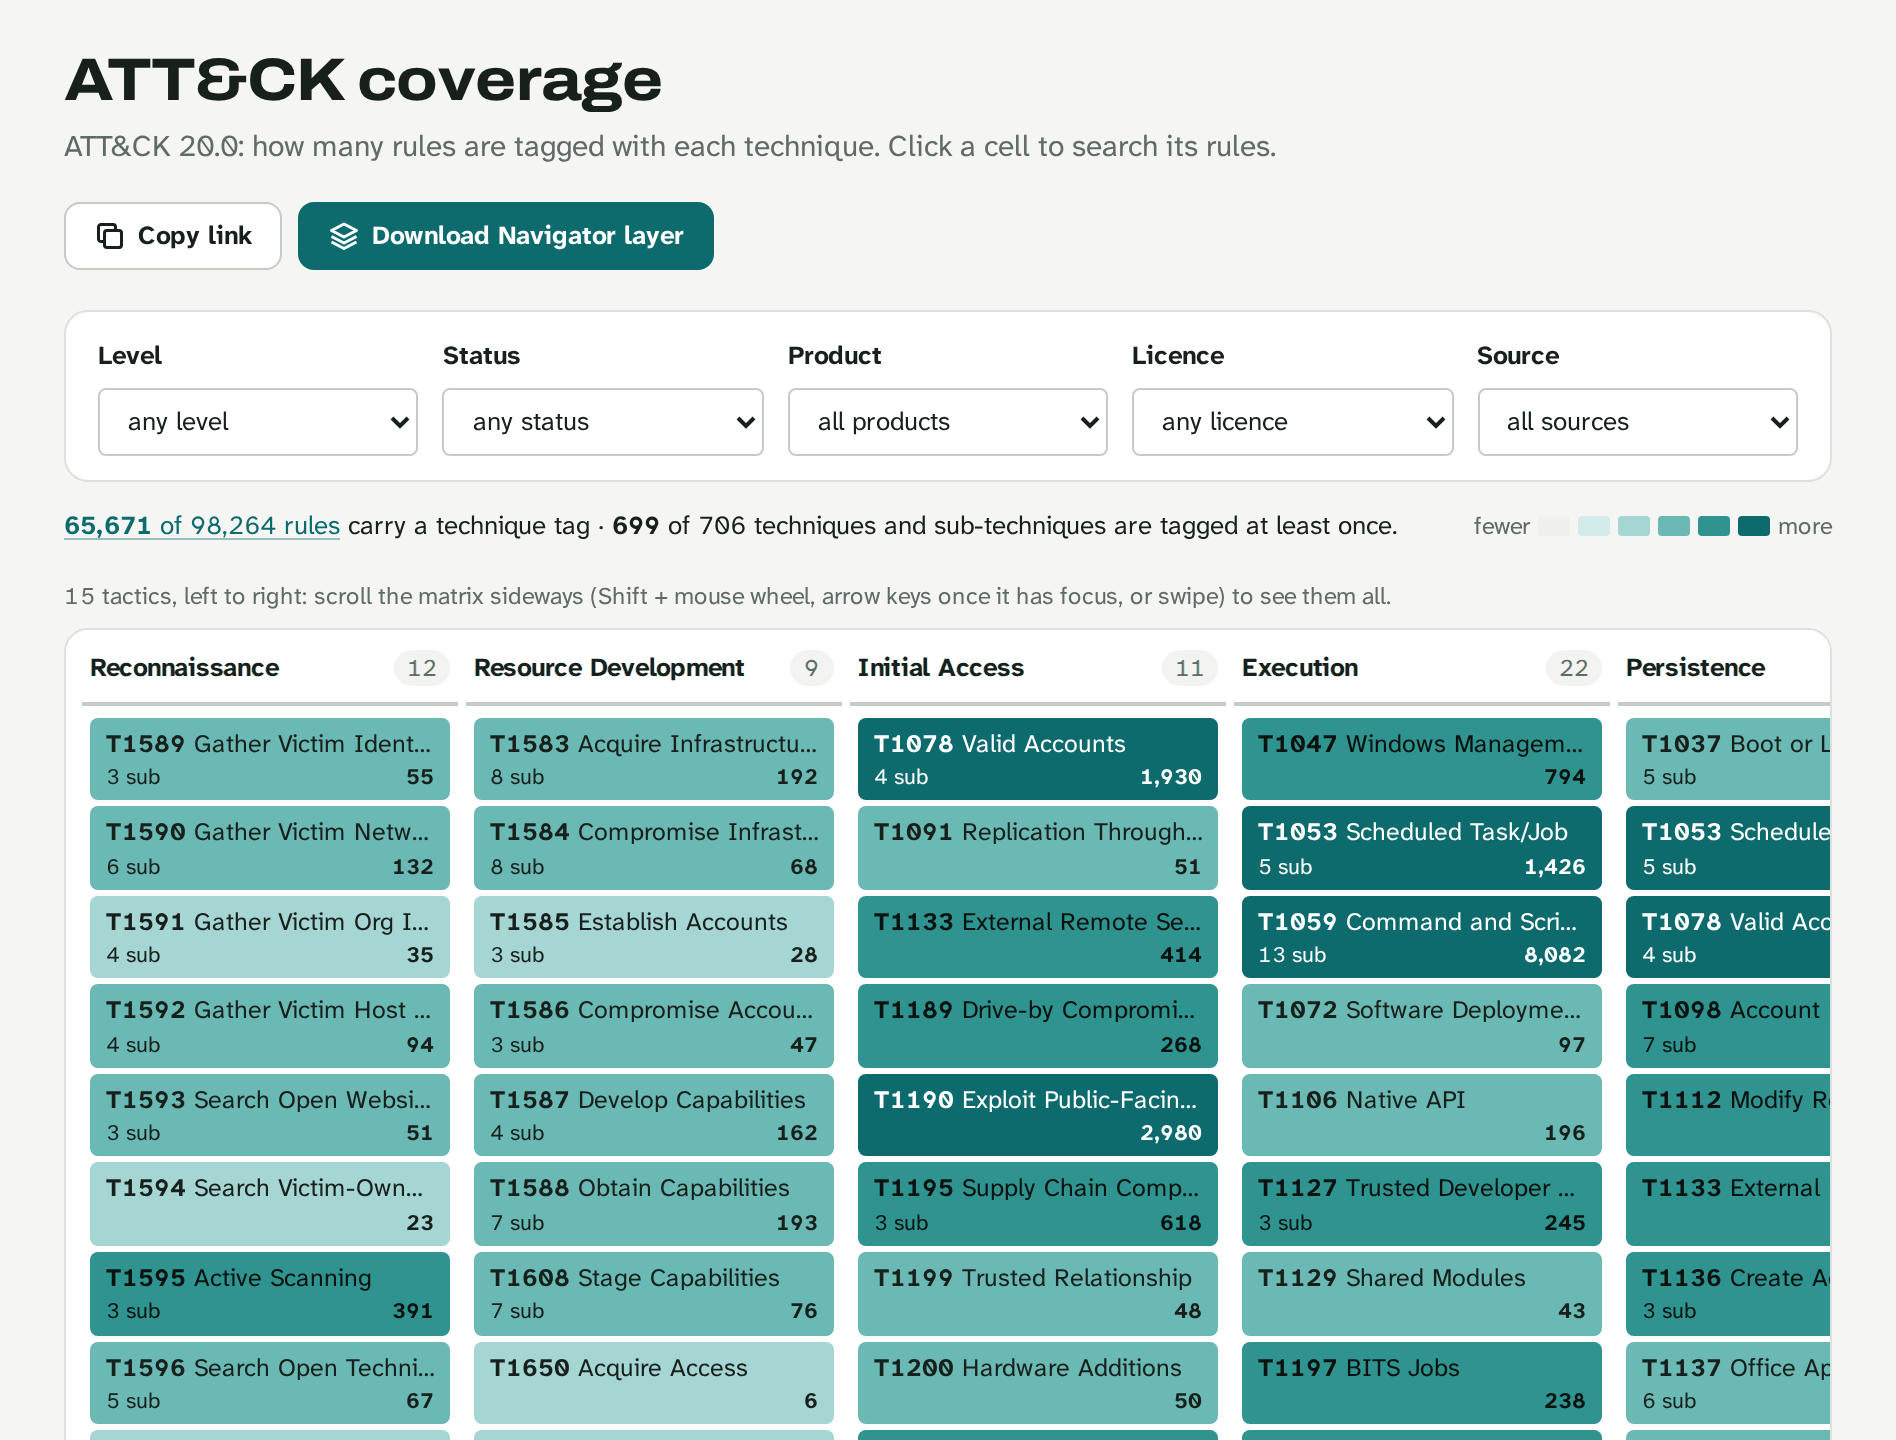 ATT&CK coverage
ATT&CK 20.0: how many rules are tagged with each technique. Click a cell to search its rules.
Copy link
Download Navigator layer
Level Status Product Licence Source
any level any status all products any licence all sources
65,671 of 98,264 rules carry a technique tag · 699 of 706 techniques and sub-techniques are tagged at least once. fewer more
15 tactics, left to right: scroll the matrix sideways (Shift + mouse wheel, arrow keys once it has focus, or swipe) to see them all.
Reconnaissance 12 Resource Development 9 Initial Access 11 Execution 22 Persistence
T1589 Gather Victim Ident... T1583 Acquire Infrastructu... T1078 Valid Accounts T1047 Windows Managem... T1037 Boot or L
3 sub 55 8 sub 192 4 sub 1,930 794 5 sub
T1590 Gather Victim Netw... T1584 Compromise Infrast... T1091 Replication Through... T1053 Scheduled Task/Job T1053 Schedule
6 sub 132 8 sub 68 51 5 sub 1,426 5 sub
T1591 Gather Victim Org I... T1585 Establish Accounts T1133 External Remote Se... T1059 Command and Scri... T1078 Valid Acc
4 sub 35 3 sub 28 414 13 sub 8,082 4 sub
T1592 Gather Victim Host ... T1586 Compromise Accou... T1189 Drive-by Compromi... T1072 Software Deployme... T1098 Account
4 sub 94 3 sub 47 268 97 7 sub
T1593 Search Open Websi... T1587 Develop Capabilities T1190 Exploit Public-Facin... T1106 Native API T1112 Modify R
3 sub 51 4 sub 162 2,980 196
T1594 Search Victim-Own... T1588 Obtain Capabilities T1195 Supply Chain Comp... T1127 Trusted Developer ... T1133 External
23 7 sub 193 3 sub 618 3 sub 245
T1595 Active Scanning T1608 Stage Capabilities T1199 Trusted Relationship T1129 Shared Modules T1136 Create A
3 sub 391 7 sub 76 48 43 3 sub
T1596 Search Open Techni... T1650 Acquire Access T1200 Hardware Additions T1197 BITS Jobs T1137 Office Ap
5 sub 67 6 50 238 6 sub